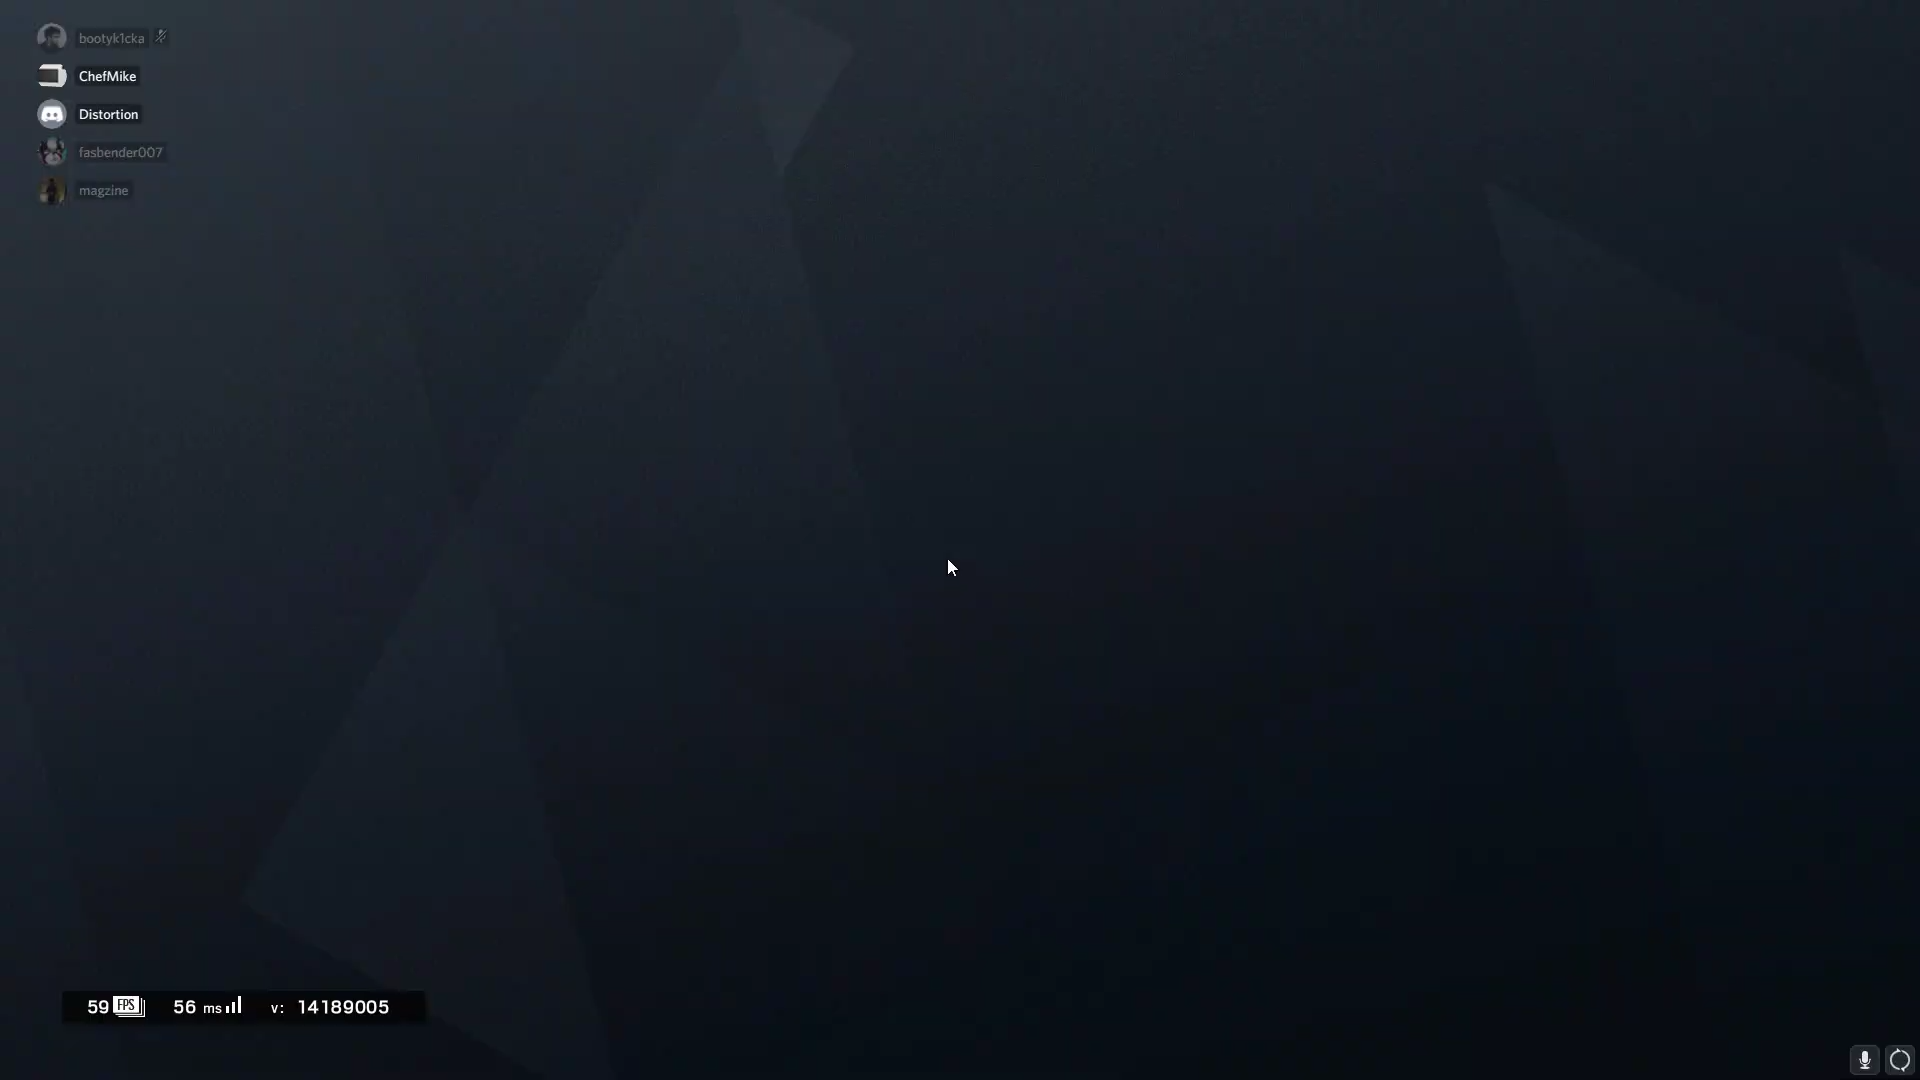 bootyk1cka
ChefMike
Distortion
fasbender007
magzine
59 FPS 56 ms v: 14189005